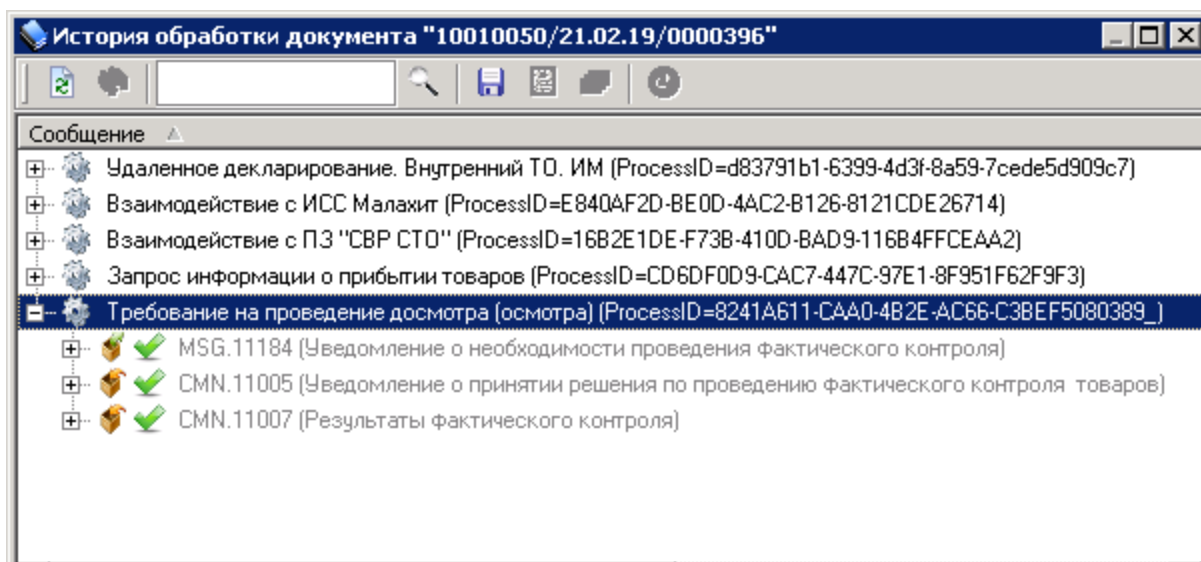 История обработки документа "10010050/21.02.19/0000396"
Сообщение
Удаленное декларирование. Внутренний ТО. ИМ (ProcessID=d83791b1-6399-4d3f-8a59-7cede5d909c7)
Взаимодействие с ИСС Малахит (ProcessID=E840AF2D-BE0D-4AC2-B126-8121CDE26714)
Взаимодействие с ПЗ "СВР СТО" (ProcessID=16B2E1DE-F73B-410D-BAD9-116B4FFCEAA2)
Запрос информации о прибытии товаров (ProcessID=CD6DF0D9-CAC7-447C-97E1-8F951F62F9F3)
Требование на проведение досмотра (осмотра) (ProcessID=8241A611-CAA0-4B2E-AC66-C3BEF5080389_)
MSG.11184 (Уведомление о необходимости проведения фактического контроля)
CMN.11005 (Уведомление о принятии решения по проведению фактического контроля  товаров)
CMN.11007 (Результаты фактического контроля)